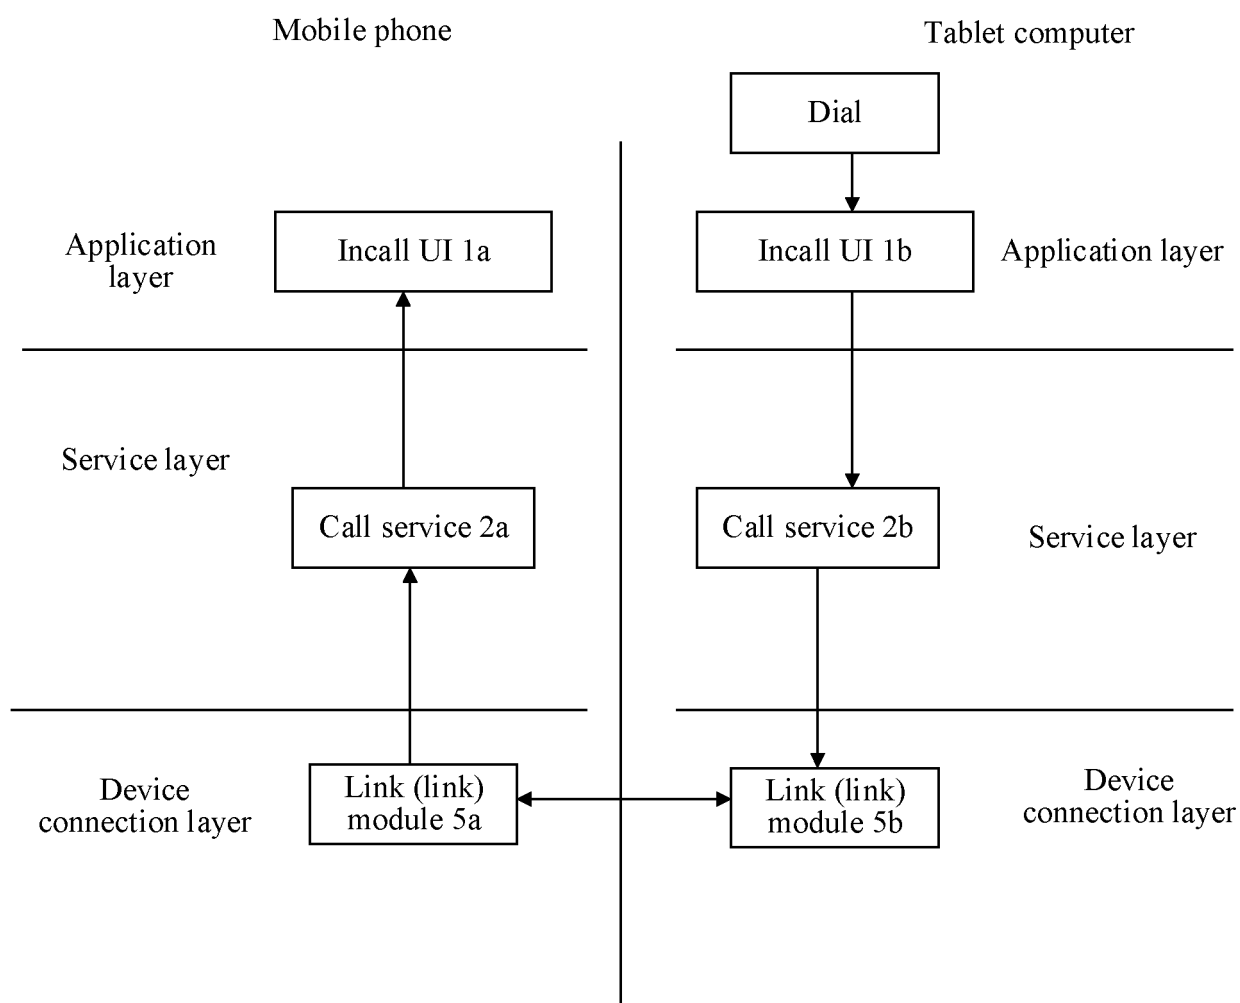 Mobile phone
Tablet computer
Dial
Application
layer
Incall UI 1a
Incall UI 1b
Application layer
Service layer
Call service 2a
Call service 2b
Service layer
Device
connection layer
Link (link)
module 5a
Link (link)
module 5b
Device
connection layer